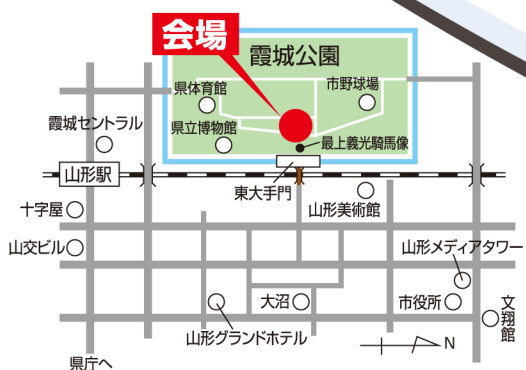 会場
霞城公園
県体育館
市野球場
霞城セントラル
県立博物館
最上義光騎馬像
山形駅
東大手門
十字屋
山形美術館
山交ビル
山形メディアタワー
大沼
市役所
文翔館
山形グランドホテル
N
県庁へ